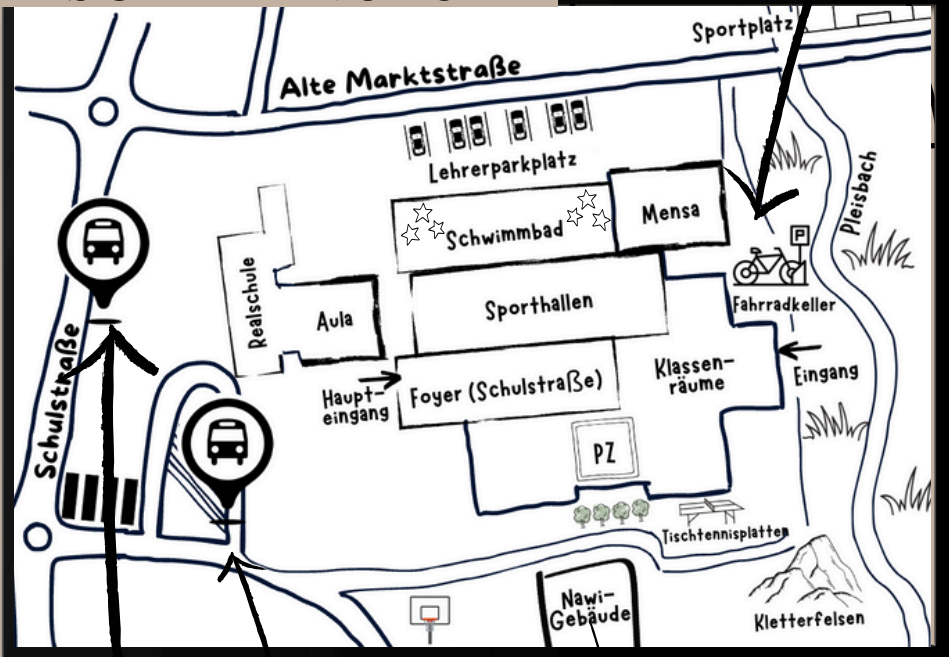 Sportplatz
Alte Marktstraße
Lehrerparkplatz
Pleisbach
Schwimmbad
Mensa
P
Realschule
Aula
Sporthallen
Fahrradkeller
Schulstraße
Haupt-
eingang
Foyer (Schulstraße)
Klassen-
räume
Eingang
PZ
Tischtennisplatten
Nawi-
Gebäude
Kletterfelsen